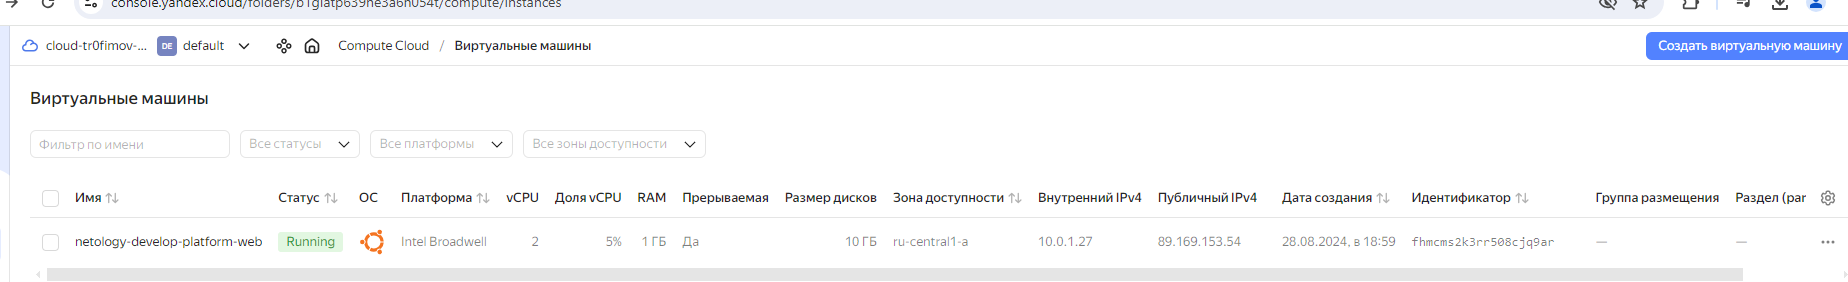 console.yandex.cloud/folders/b1glatp639he3a6h054t/compute/instances
cloud-tr0fimov-... DE default Compute Cloud / Виртуальные машины Создать виртуальную машину
Виртуальные машины
Фильтр по имени Все статусы Все платформы Все зоны доступности
Имя Статус ОС Платформа vCPU Доля vCPU RAM Прерываемая Размер дисков Зона доступности Внутренний IPv4 Публичный IPv4 Дата создания Идентификатор Группа размещения Раздел (par
netology-develop-platform-web Running Intel Broadwell 2 5% 1 ГБ Да 10 ГБ ru-central1-a 10.0.1.27 89.169.153.54 28.08.2024, в 18:59 fhmcms2k3rr508cjq9ar — —